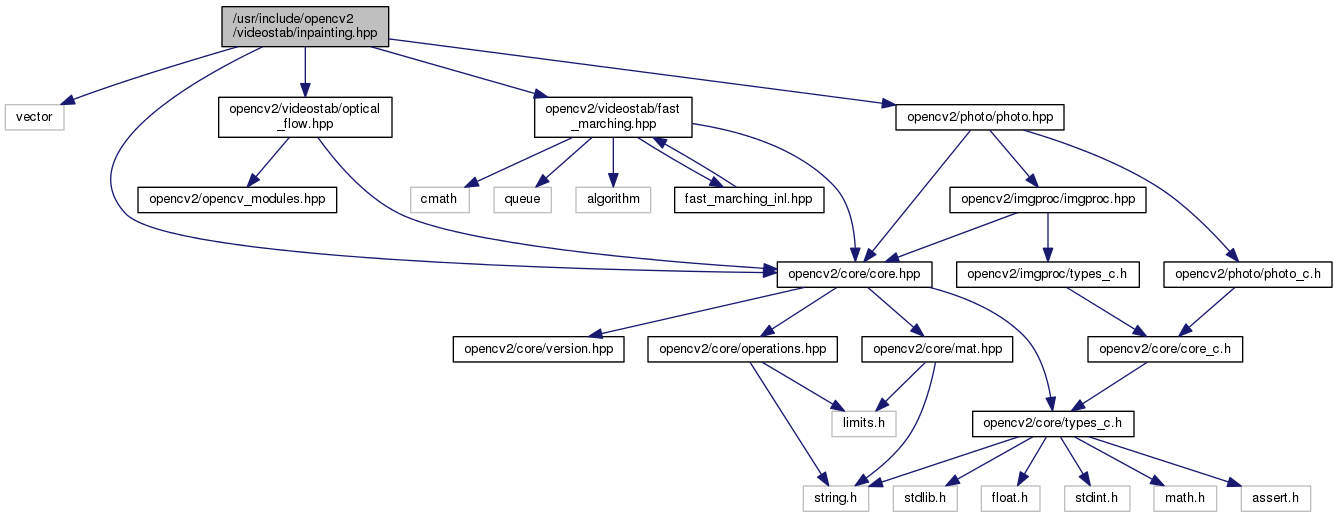 /usr/include/opencv2
/videostab/inpainting.hpp
vector
opencv2/videostab/optical
_flow.hpp
opencv2/videostab/fast
_marching.hpp
opencv2/photo/photo.hpp
opencv2/opencv_modules.hpp
cmath
queue
algorithm
fast_marching_inl.hpp
opencv2/imgproc/imgproc.hpp
opencv2/core/core.hpp
opencv2/imgproc/types_c.h
opencv2/photo/photo_c.h
opencv2/core/version.hpp
opencv2/core/operations.hpp
opencv2/core/mat.hpp
opencv2/core/core_c.h
limits.h
opencv2/core/types_c.h
string.h
stdlib.h
float.h
stdint.h
math.h
assert.h